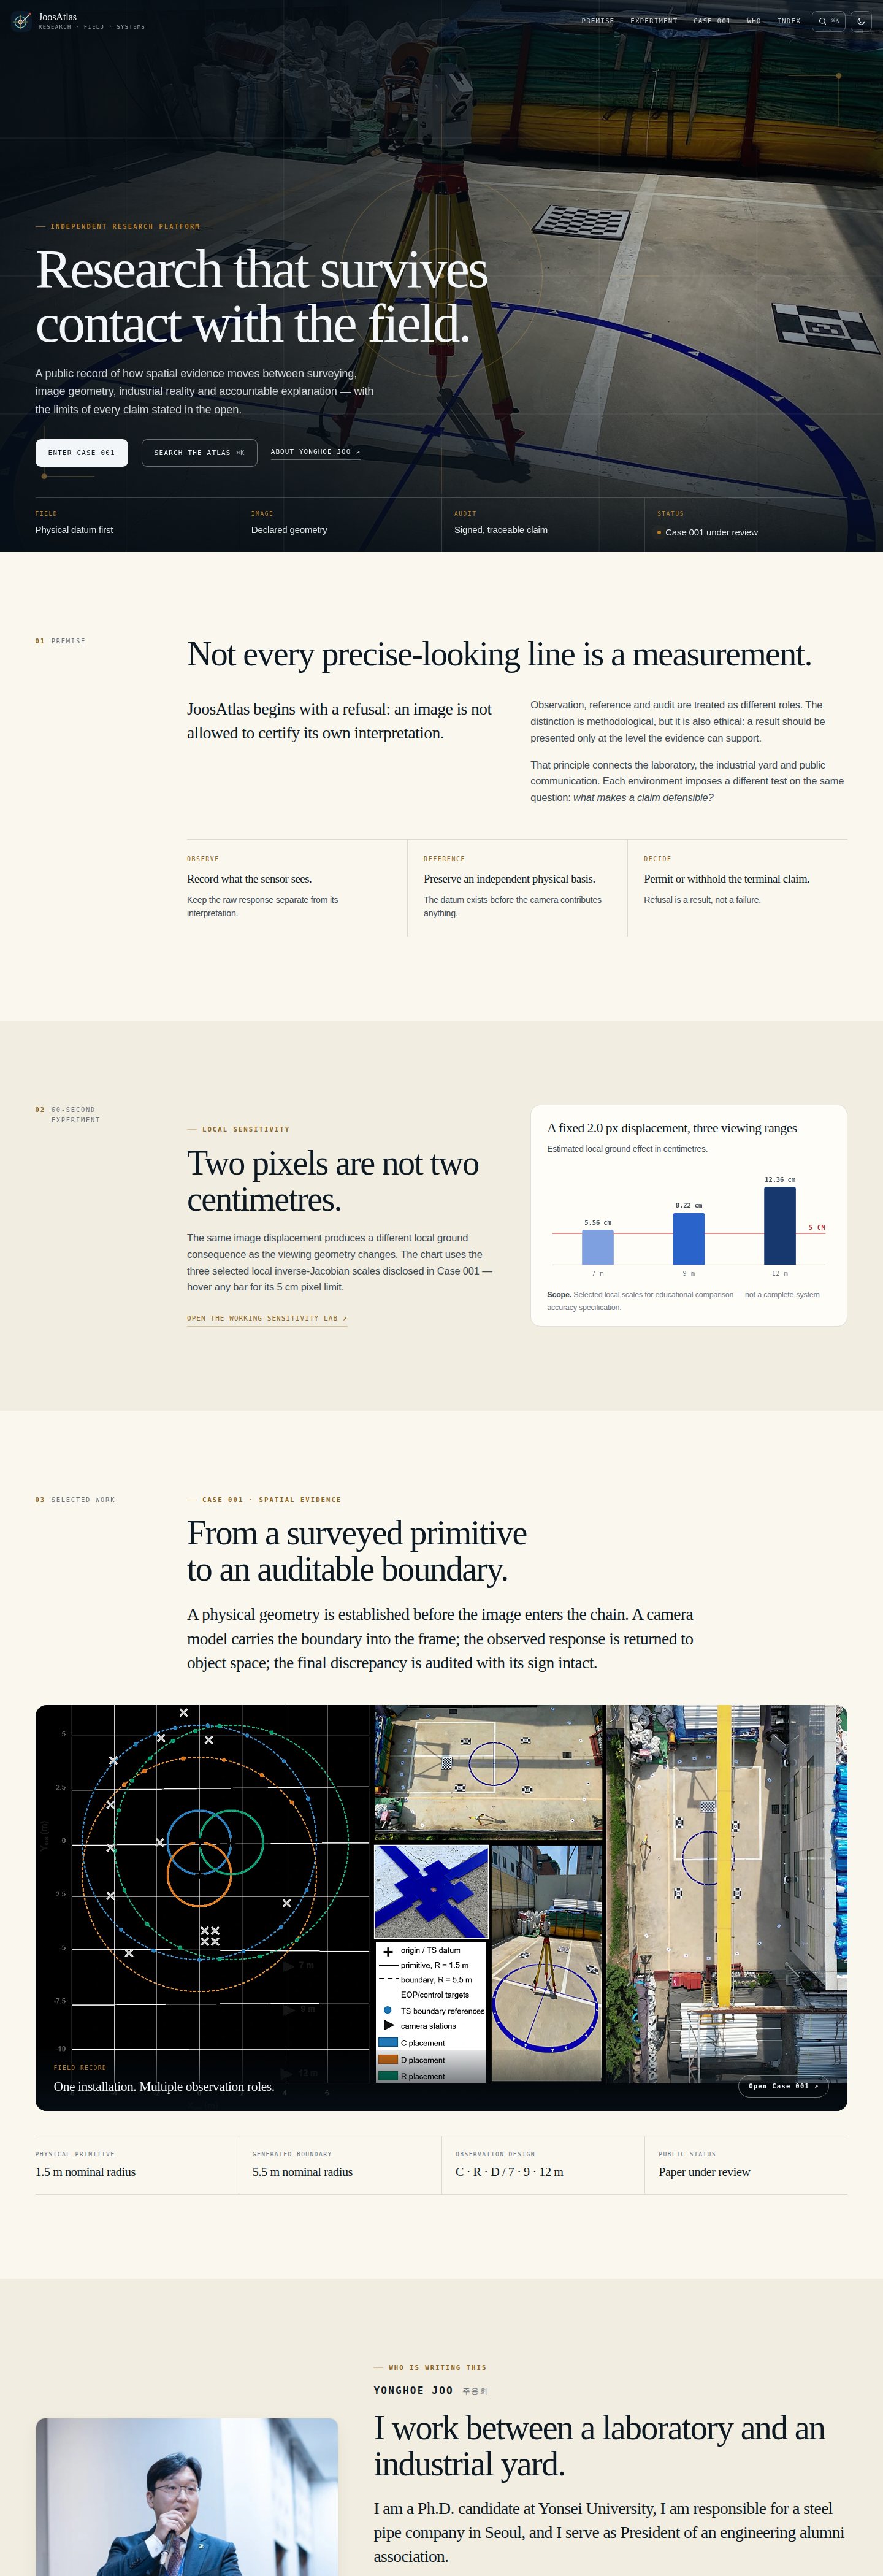 JoosAtlas
RESEARCH · FIELD · SYSTEMS
PREMISE EXPERIMENT CASE 001 WHO INDEX ⌘K
INDEPENDENT RESEARCH PLATFORM
Research that survives
contact with the field.
A public record of how spatial evidence moves between surveying,
image geometry, industrial reality and accountable explanation — with
the limits of every claim stated in the open.
ENTER CASE 001 SEARCH THE ATLAS ⌘K ABOUT YONGHOE JOO ↗
FIELD
Physical datum first
IMAGE
Declared geometry
AUDIT
Signed, traceable claim
STATUS
Case 001 under review
01 PREMISE
Not every precise-looking line is a measurement.
JoosAtlas begins with a refusal: an image is not
allowed to certify its own interpretation.
Observation, reference and audit are treated as different roles. The
distinction is methodological, but it is also ethical: a result should be
presented only at the level the evidence can support.
That principle connects the laboratory, the industrial yard and public
communication. Each environment imposes a different test on the same
question: what makes a claim defensible?
OBSERVE
Record what the sensor sees.
Keep the raw response separate from its
interpretation.
REFERENCE
Preserve an independent physical basis.
The datum exists before the camera contributes
anything.
DECIDE
Permit or withhold the terminal claim.
Refusal is a result, not a failure.
02 60-SECOND
EXPERIMENT
LOCAL SENSITIVITY
Two pixels are not two
centimetres.
The same image displacement produces a different local ground
consequence as the viewing geometry changes. The chart uses the
three selected local inverse-Jacobian scales disclosed in Case 001 —
hover any bar for its 5 cm pixel limit.
OPEN THE WORKING SENSITIVITY LAB ↗
A fixed 2.0 px displacement, three viewing ranges
Estimated local ground effect in centimetres.
5.56 cm
8.22 cm
12.36 cm
5 CM
7 m
9 m
12 m
Scope. Selected local scales for educational comparison — not a complete-system
accuracy specification.
03 SELECTED WORK
CASE 001 · SPATIAL EVIDENCE
From a surveyed primitive
to an auditable boundary.
A physical geometry is established before the image enters the chain. A camera
model carries the boundary into the frame; the observed response is returned to
object space; the final discrepancy is audited with its sign intact.
5
2.5
0
-2.5
-5
-7.5
-10
7 m
9 m
12 m
4
6
origin / TS datum
primitive, R = 1.5 m
boundary, R = 5.5 m
EOP/control targets
TS boundary references
camera stations
C placement
D placement
R placement
FIELD RECORD
One installation. Multiple observation roles.
Open Case 001 ↗
PHYSICAL PRIMITIVE
1.5 m nominal radius
GENERATED BOUNDARY
5.5 m nominal radius
OBSERVATION DESIGN
C · R · D / 7 · 9 · 12 m
PUBLIC STATUS
Paper under review
WHO IS WRITING THIS
YONGHOE JOO 주용회
I work between a laboratory and an
industrial yard.
I am a Ph.D. candidate at Yonsei University, I am responsible for a steel
pipe company in Seoul, and I serve as President of an engineering alumni
association.